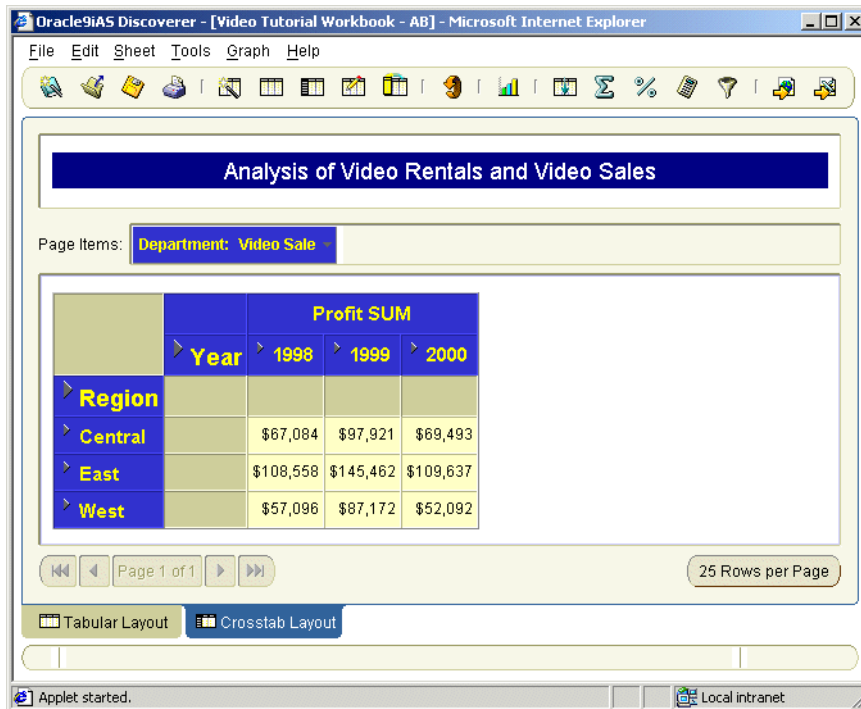 Oracle9iAS Discoverer - [Video Tutorial Workbook - AB] - Microsoft Internet Explorer
File Edit Sheet Tools Graph Help
Analysis of Video Rentals and Video Sales
Page Items: Department: Video Sale
Profit SUM
Year 1998 1999 2000
Region
Central $67,084 $97,921 $69,493
East $108,558 $145,462 $109,637
West $57,096 $87,172 $52,092
Page 1 of 1 25 Rows per Page
Tabular Layout Crosstab Layout
Applet started. Local intranet